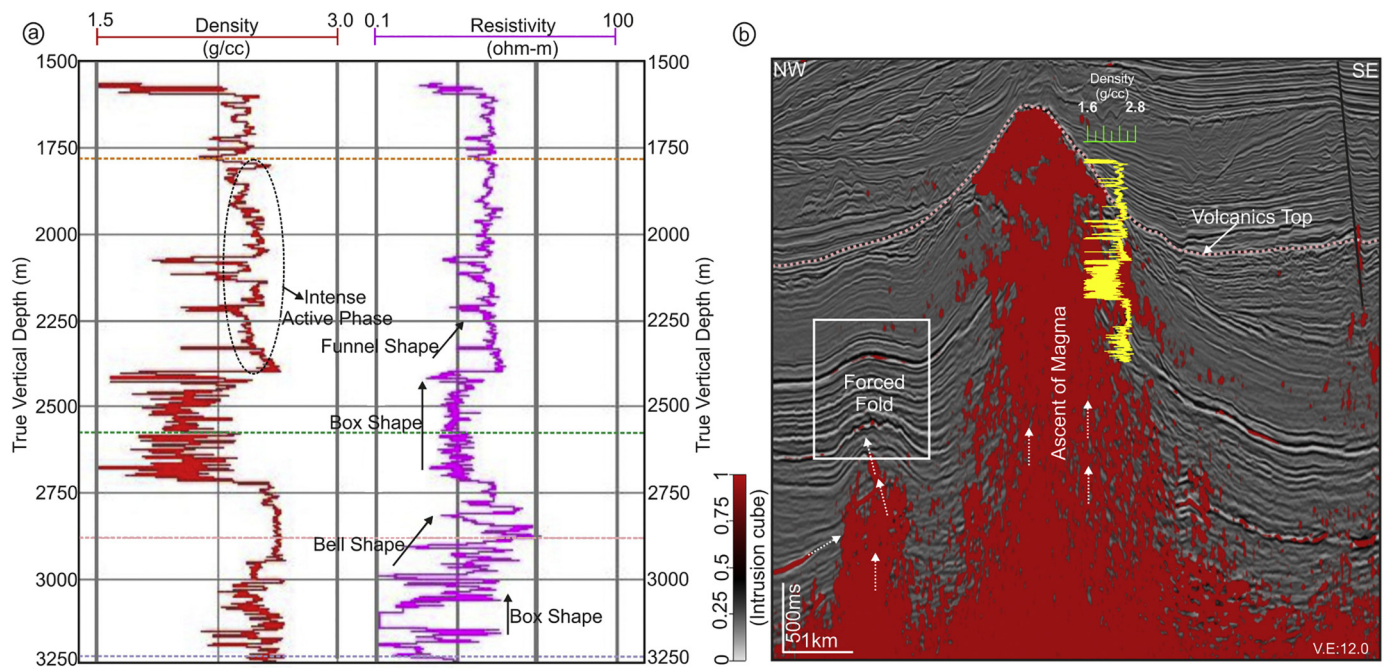 a
1.5
Density
3.0
(g/cc)
0.1
Resistivity
100
(ohm-m)
1500
1750
2000
2250
2500
2750
3000
3250
True Vertical Depth (m)
Intense
Active Phase
Funnel Shape
Box Shape
Bell Shape
Box Shape
1500
1750
2000
2250
2500
2750
3000
3250
True Vertical Depth (m)
b
NW
SE
Density
(g/cc)
1.6
2.8
Volcanics Top
Forced
Fold
Ascent of Magma
0 0.25 0.5 0.75 1
(Intrusion cube)
500ms
1km
V.E:12.0